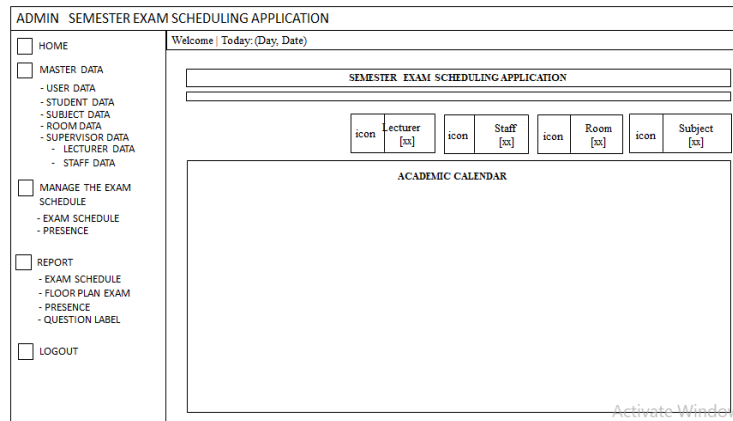 ADMIN SEMESTER EXAM SCHEDULING APPLICATION
HOME
MASTER DATA
- USER DATA
- STUDENT DATA
- SUBJECT DATA
- ROOM DATA
- SUPERVISOR DATA
- LECTURER DATA
- STAFF DATA
MANAGE THE EXAM
SCHEDULE
- EXAM SCHEDULE
- PRESENCE
REPORT
- EXAM SCHEDULE
- FLOOR PLAN EXAM
- PRESENCE
- QUESTION LABEL
LOGOUT
Welcome | Today: (Day, Date)
SEMESTER EXAM SCHEDULING APPLICATION
icon Lecturer [xx]
icon Staff [xx]
icon Room [xx]
icon Subject [xx]
ACADEMIC CALENDAR
Activate Window